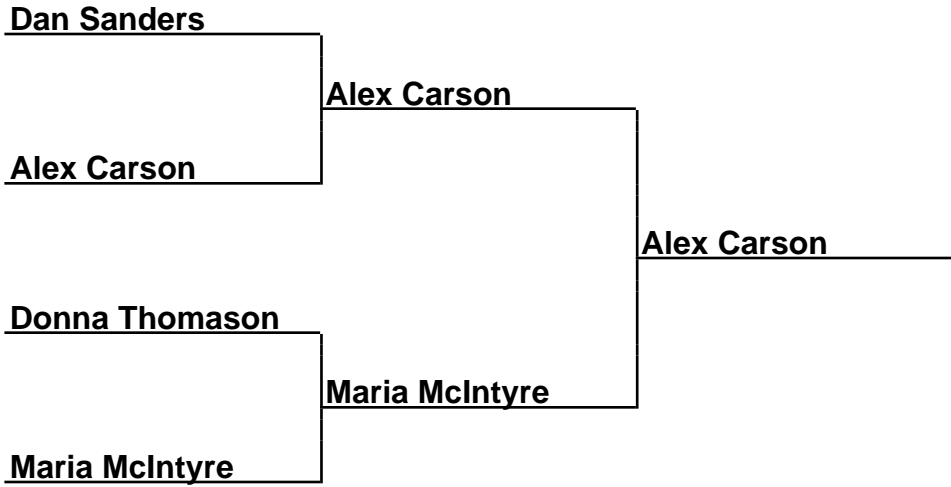 Dan Sanders
Alex Carson
Alex Carson
Alex Carson
Donna Thomason
Maria McIntyre
Maria McIntyre